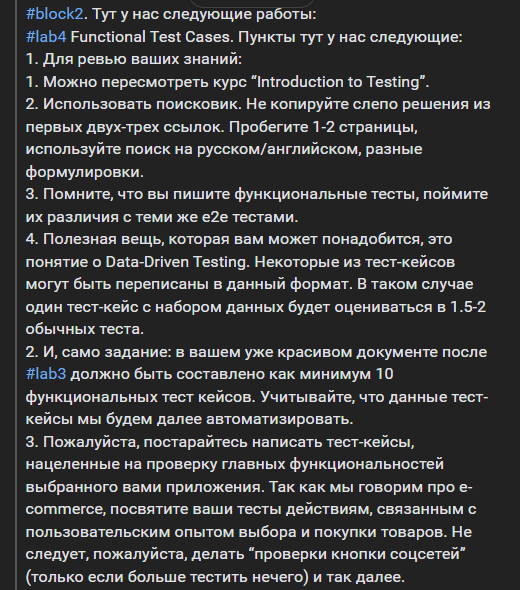 #block2. Тут у нас следующие работы:
#lab4 Functional Test Cases. Пункты тут у нас следующие:
1. Для ревью ваших знаний:
1. Можно пересмотреть курс “Introduction to Testing”.
2. Использовать поисковик. Не копируйте слепо решения из
первых двух-трех ссылок. Пробегите 1-2 страницы,
используйте поиск на русском/английском, разные
формулировки.
3. Помните, что вы пишите функциональные тесты, поймите
их различия с теми же e2e тестами.
4. Полезная вещь, которая вам может понадобится, это
понятие о Data-Driven Testing. Некоторые из тест-кейсов
могут быть переписаны в данный формат. В таком случае
один тест-кейс с набором данных будет оцениваться в 1.5-2
обычных теста.
2. И, само задание: в вашем уже красивом документе после
#lab3 должно быть составлено как минимум 10
функциональных тест кейсов. Учитывайте, что данные тест-
кейсы мы будем далее автоматизировать.
3. Пожалуйста, постарайтесь написать тест-кейсы,
нацеленные на проверку главных функциональностей
выбранного вами приложения. Так как мы говорим про e-
commerce, посвятите ваши тесты действиям, связанным с
пользовательским опытом выбора и покупки товаров. Не
следует, пожалуйста, делать “проверки кнопки соцсетей”
(только если больше тестить нечего) и так далее.